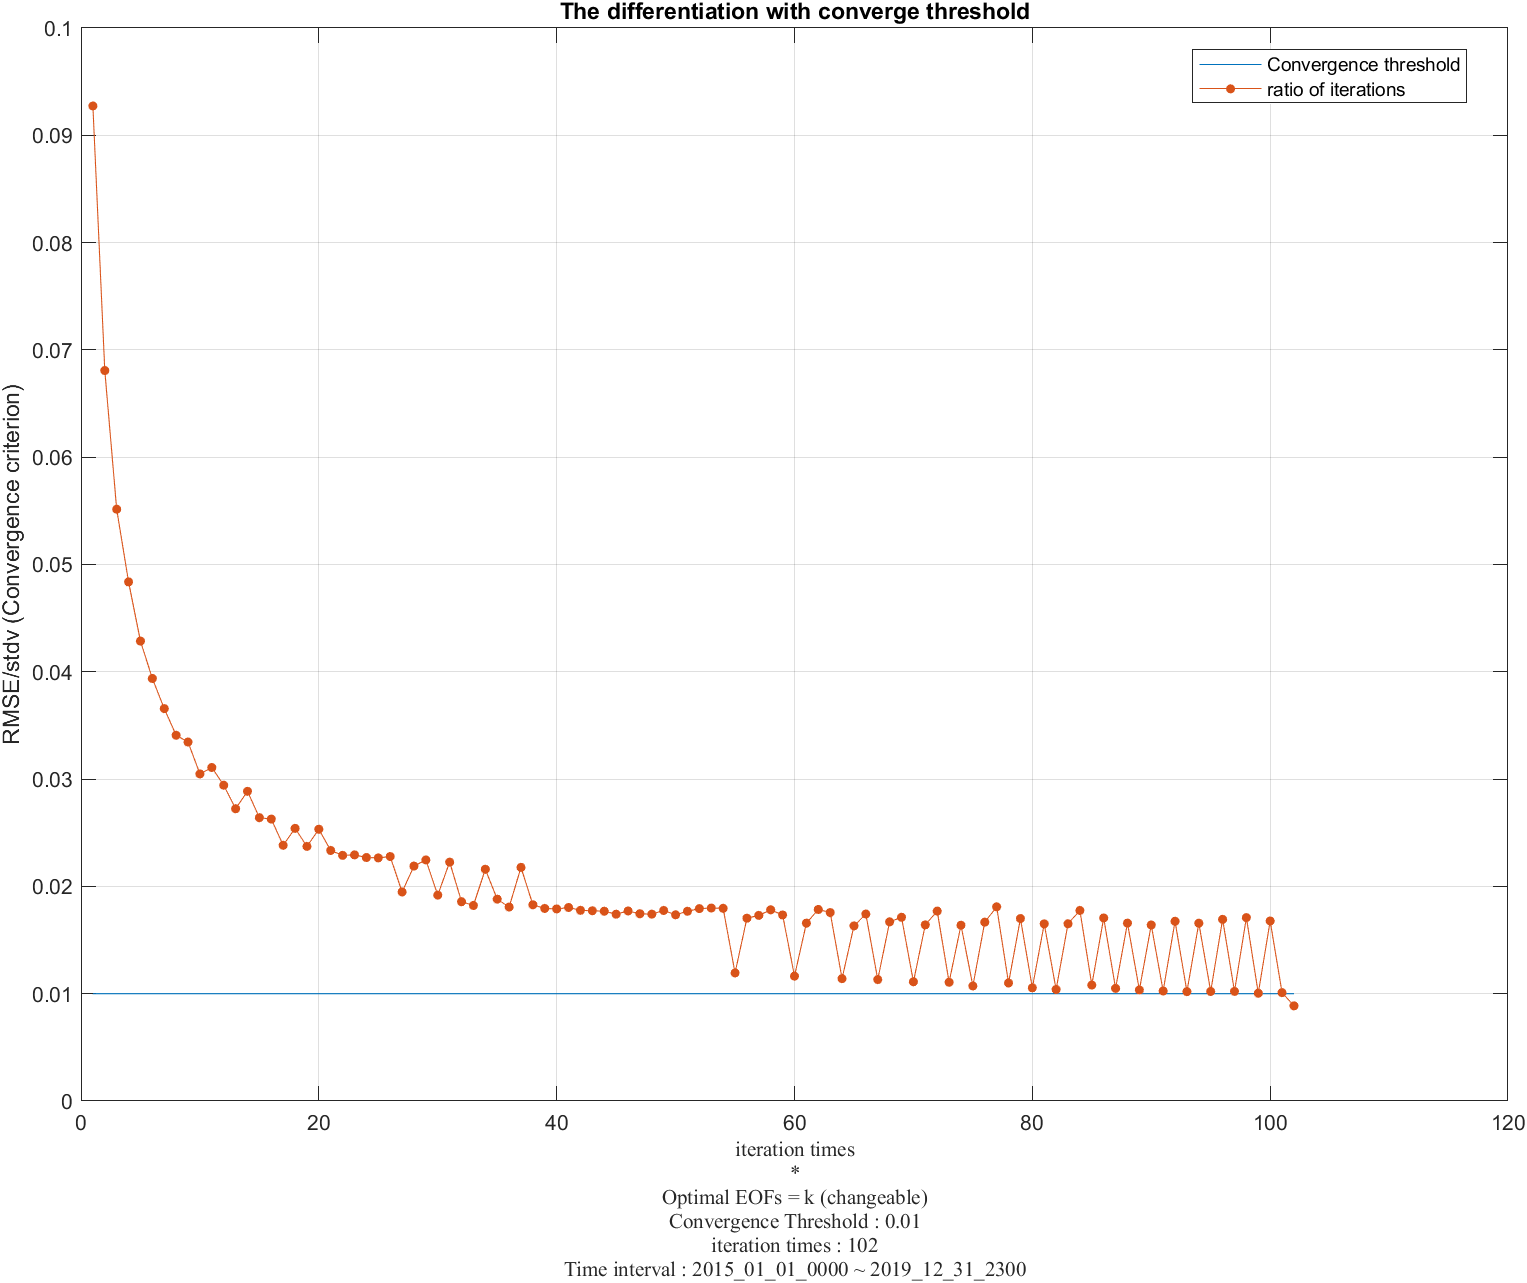 The differentiation with converge threshold
Convergence threshold
ratio of iterations
RMSE/stdv (Convergence criterion)
0.1
0.09
0.08
0.07
0.06
0.05
0.04
0.03
0.02
0.01
0
0 20 40 60 80 100 120
iteration times
*
Optimal EOFs = k (changeable)
Convergence Threshold : 0.01
iteration times : 102
Time interval : 2015_01_01_0000 ~ 2019_12_31_2300